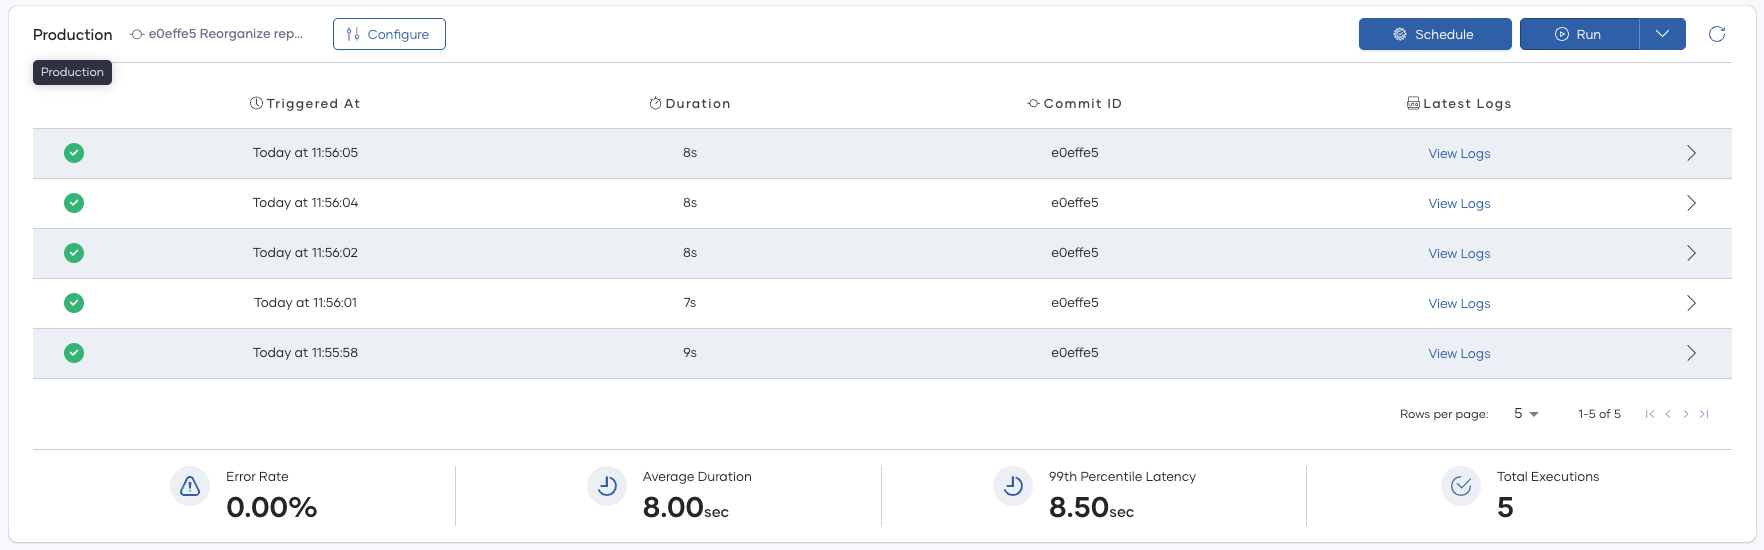 Production e0effe5 Reorganize rep... Configure Schedule Run
Production
Triggered At Duration Commit ID Latest Logs
Today at 11:56:05 8s e0effe5 View Logs
Today at 11:56:04 8s e0effe5 View Logs
Today at 11:56:02 8s e0effe5 View Logs
Today at 11:56:01 7s e0effe5 View Logs
Today at 11:55:58 9s e0effe5 View Logs
Rows per page: 5 1-5 of 5
Error Rate Average Duration 99th Percentile Latency Total Executions
0.00% 8.00sec 8.50sec 5